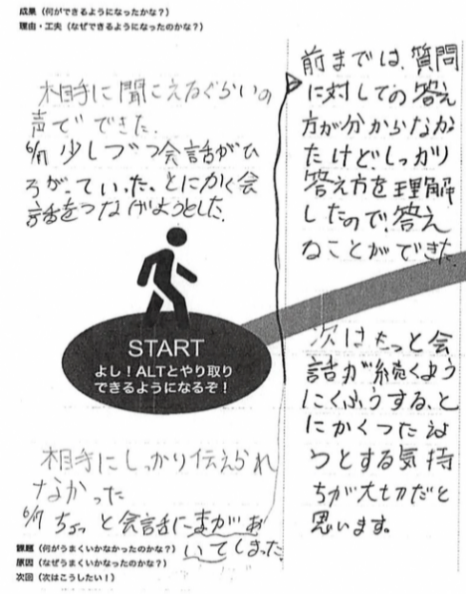 成果（何ができるようになったかな？）
理由・工夫（なぜできるようになったのかな？）
相手に聞こえるぐらいの
声でできた。
6/11 少しづつ会話がひ
ろがっていった、とにかく会
話をつなげようとした。
前までは、質問
に対しての答え
方が分からなかっ
たけど、しっかり
答え方を理解
したので、答え
ることができた
START
よし！ALTとやり取り
できるようになるぞ！
次はもっと会
話が続くよう
にくふうする、と
にかくつたえよ
うとする気持
ちが大切だと
思います。
相手にしっかり伝えられ
なかった
6/11 ちょっと会話に まがあ
いてしまった
課題（何がうまくいかなかったのかな？）
原因（なぜうまくいかなったのかな？）
次回（次はこうしたい！）